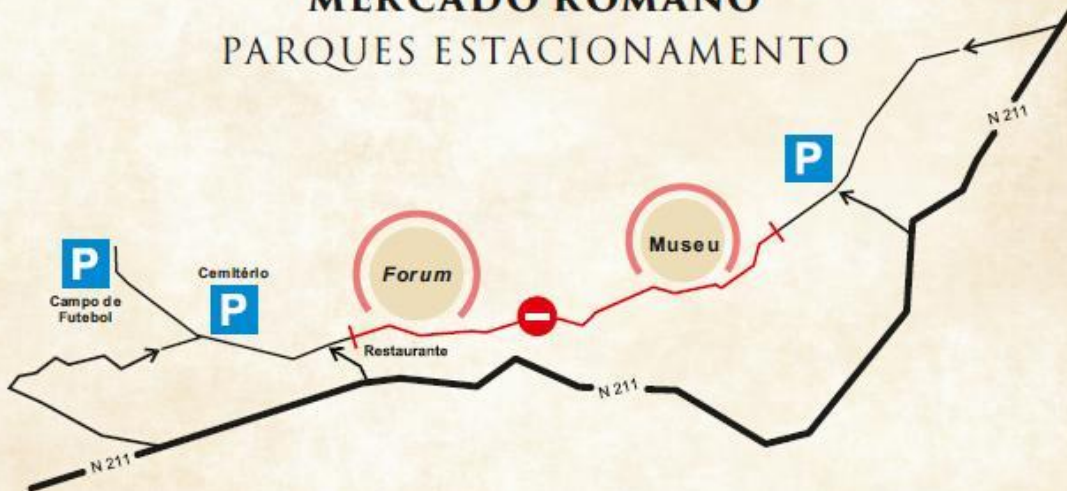 MERCADO ROMANO
PARQUES ESTACIONAMENTO
N 211
P
Museu
P
Campo de
Futebol
Cemitério
P
Forum
Restaurante
N 211
N 211